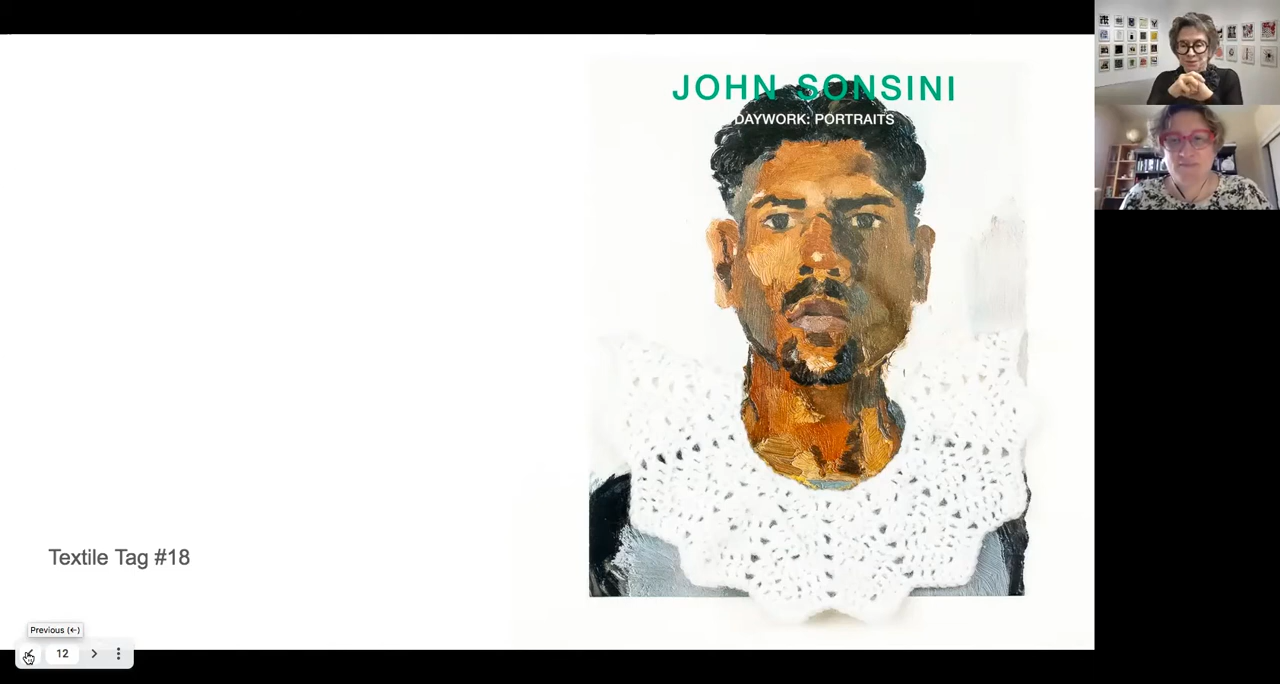 JOHN SONSINI
DAYWORK: PORTRAITS
Textile Tag #18
Previous (←)
12